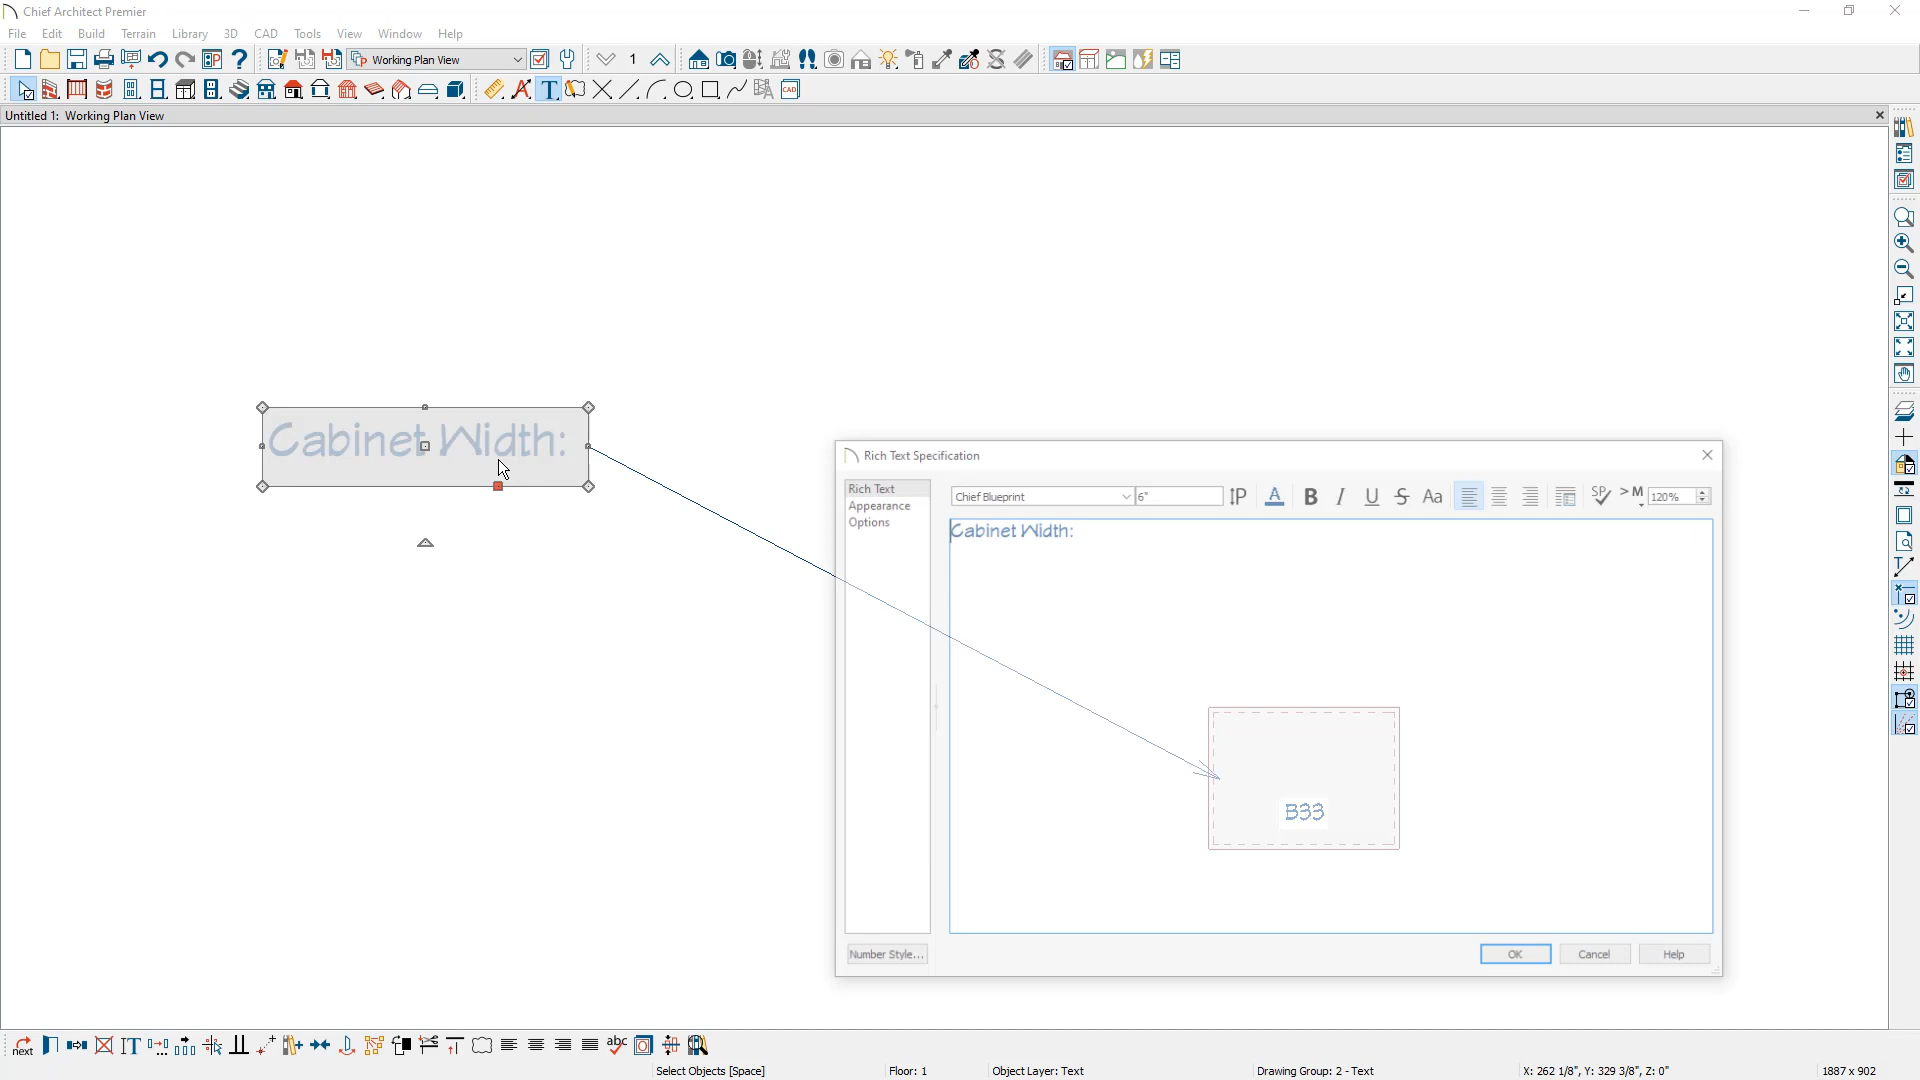 Chief Architect Premier
File Edit Build Terrain Library 3D CAD Tools View Window Help
Working Plan View 1
Untitled 1: Working Plan View
Cabinet Width:
Rich Text Specification
Rich Text
Appearance
Options
Chief Blueprint 6" 120%
Cabinet Width:
B33
Number Style... OK Cancel Help
next abc
Select Objects [Space] Floor: 1 Object Layer: Text Drawing Group: 2 - Text X: 262 1/8", Y: 329 3/8", Z: 0" 1887 x 902